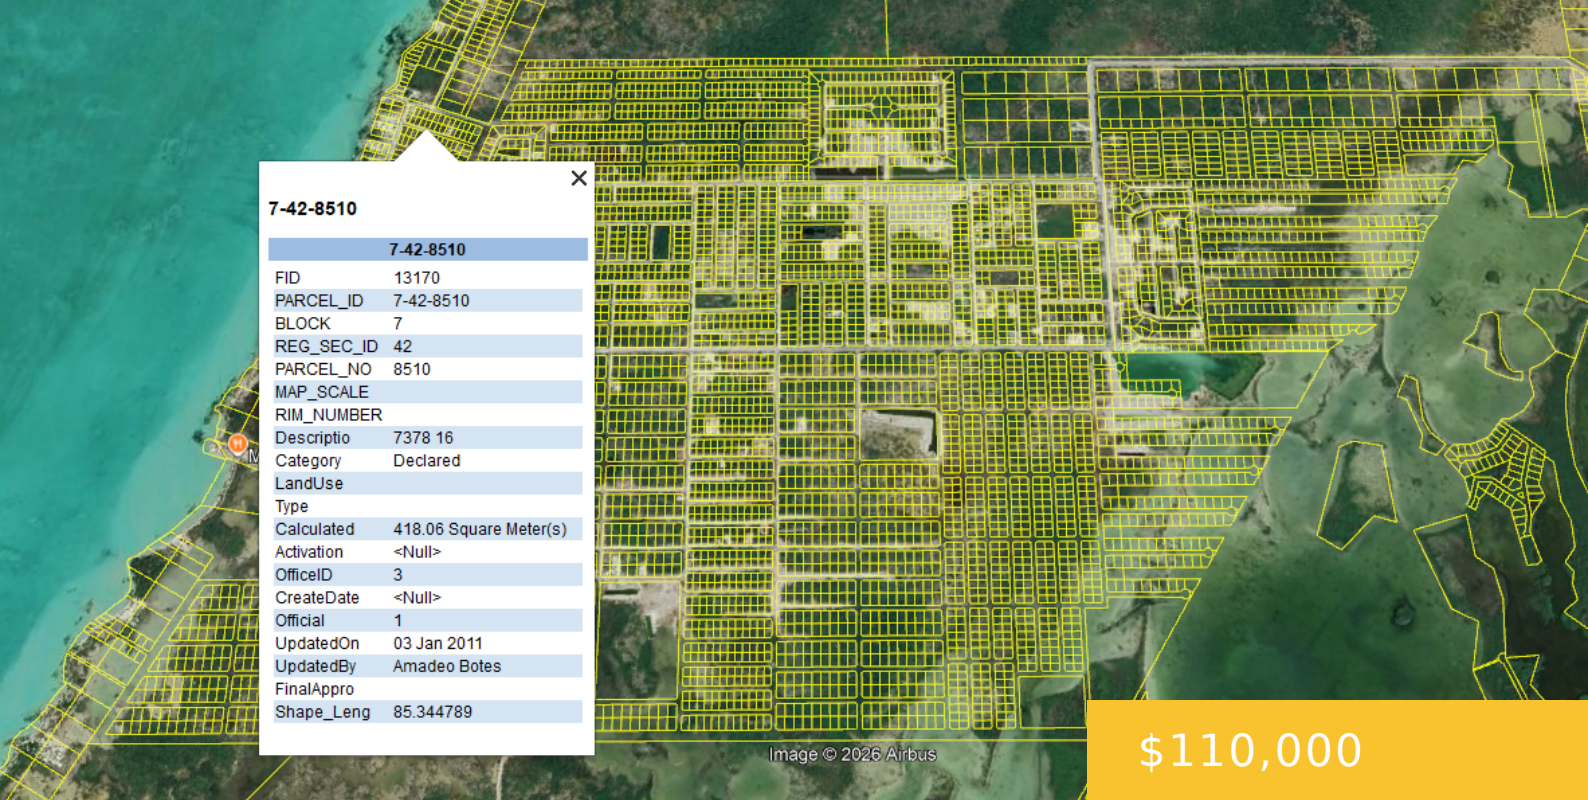 7-42-8510
7-42-8510
FID 13170
PARCEL_ID 7-42-8510
BLOCK 7
REG_SEC_ID 42
PARCEL_NO 8510
MAP_SCALE
RIM_NUMBER
Descriptio 7378 16
Category Declared
LandUse
Type
Calculated 418.06 Square Meter(s)
Activation <Null>
OfficeID 3
CreateDate <Null>
Official 1
UpdatedOn 03 Jan 2011
UpdatedBy Amadeo Botes
FinalAppro
Shape_Leng 85.344789
M
Image © 2026 Airbus
$110,000